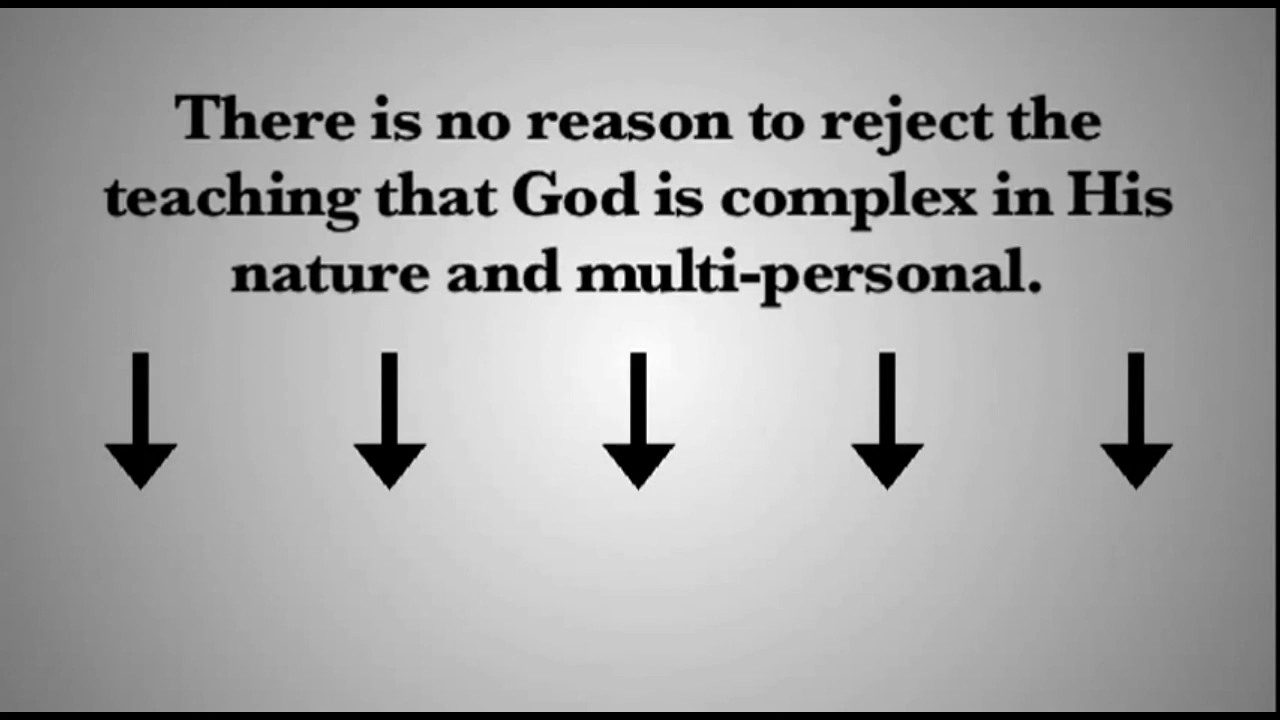 There is no reason to reject the
teaching that God is complex in His
nature and multi-personal.